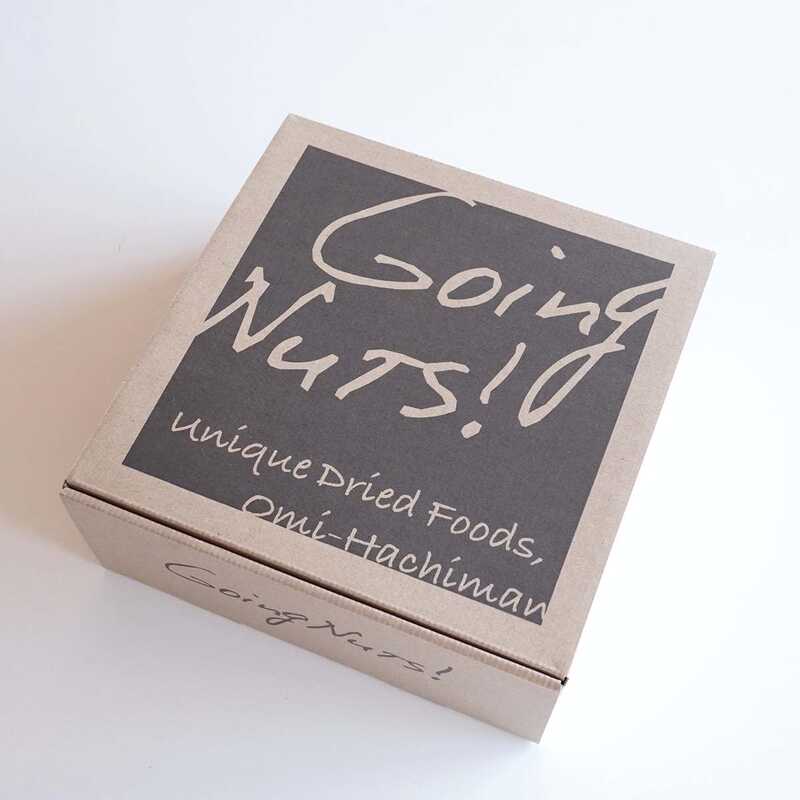 Going
Nuts!
unique Dried Foods,
Omi-Hachiman
Going Nuts!